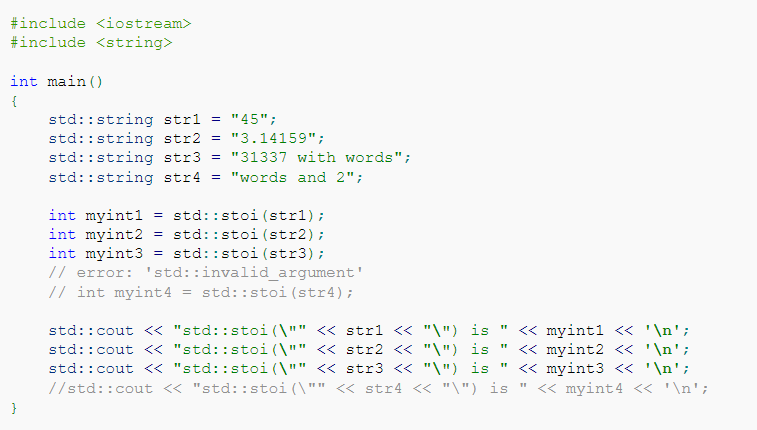 #include <iostream>
#include <string>

int main()
{
    std::string str1 = "45";
    std::string str2 = "3.14159";
    std::string str3 = "31337 with words";
    std::string str4 = "words and 2";

    int myint1 = std::stoi(str1);
    int myint2 = std::stoi(str2);
    int myint3 = std::stoi(str3);
    // error: 'std::invalid_argument'
    // int myint4 = std::stoi(str4);

    std::cout << "std::stoi(\"" << str1 << "\") is " << myint1 << '\n';
    std::cout << "std::stoi(\"" << str2 << "\") is " << myint2 << '\n';
    std::cout << "std::stoi(\"" << str3 << "\") is " << myint3 << '\n';
    //std::cout << "std::stoi(\"" << str4 << "\") is " << myint4 << '\n';
}